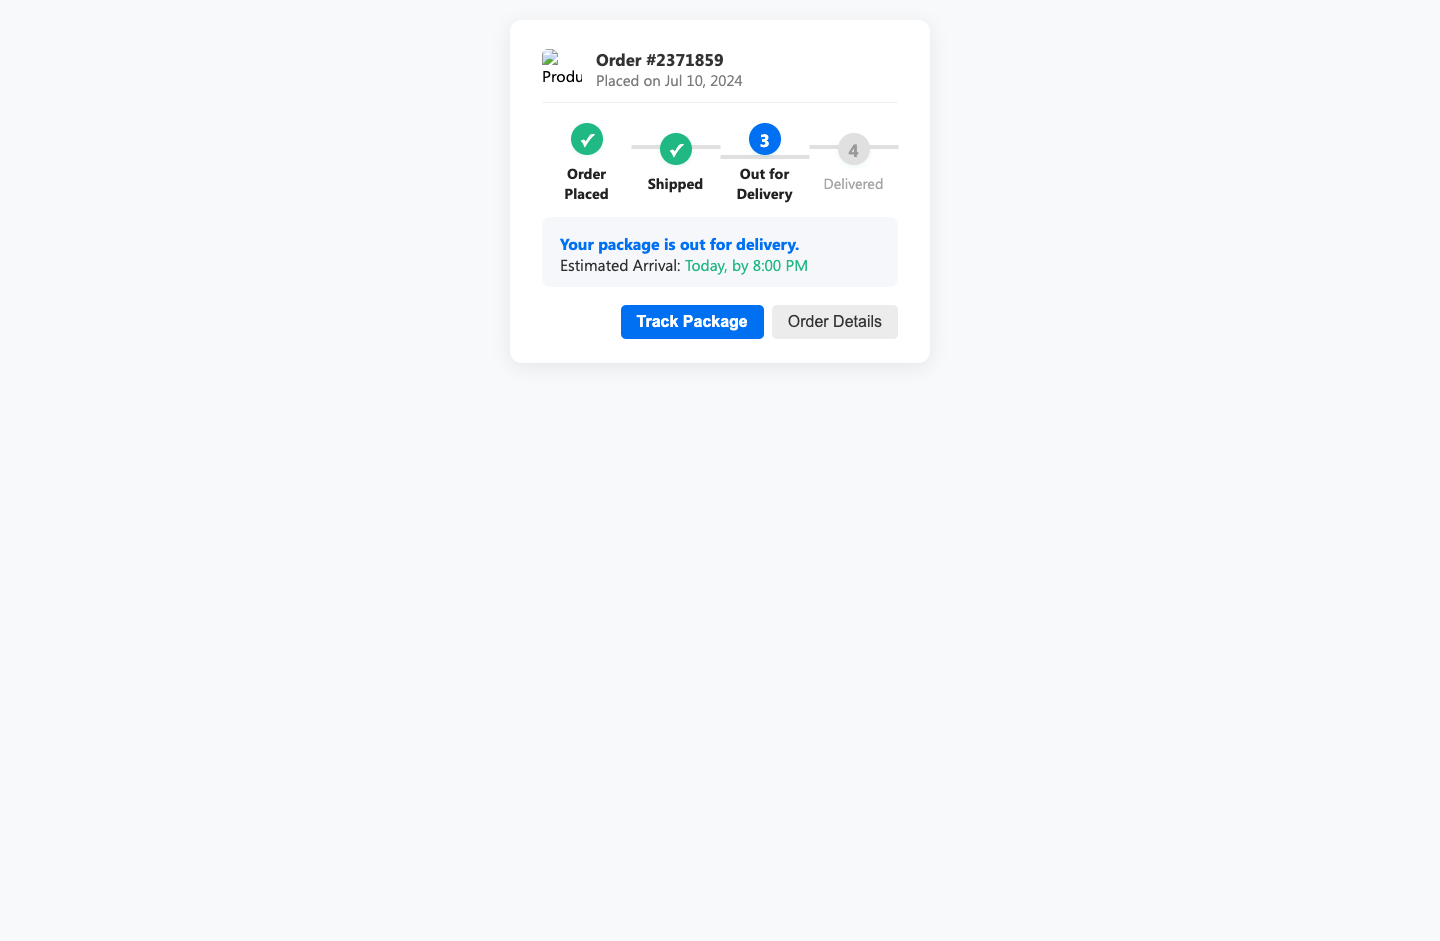 Produ
Order #2371859
Placed on Jul 10, 2024
✓
Order
Placed
✓
Shipped
3
Out for
Delivery
4
Delivered
Your package is out for delivery.
Estimated Arrival: Today, by 8:00 PM
Track Package
Order Details